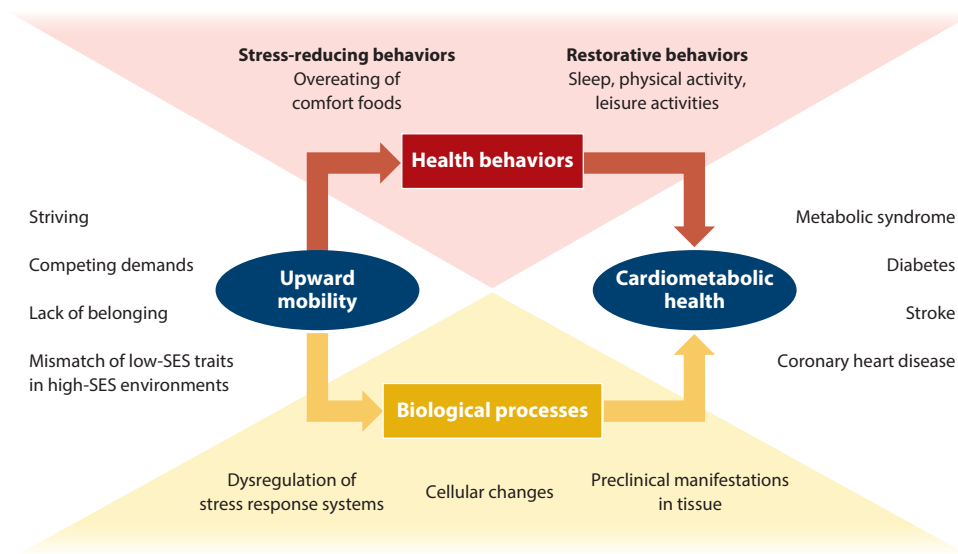 Stress-reducing behaviors
Overeating of
comfort foods
Restorative behaviors
Sleep, physical activity,
leisure activities
Health behaviors
Striving
Competing demands
Lack of belonging
Mismatch of low-SES traits
in high-SES environments
Upward
mobility
Cardiometabolic
health
Metabolic syndrome
Diabetes
Stroke
Coronary heart disease
Biological processes
Dysregulation of
stress response systems
Cellular changes
Preclinical manifestations
in tissue